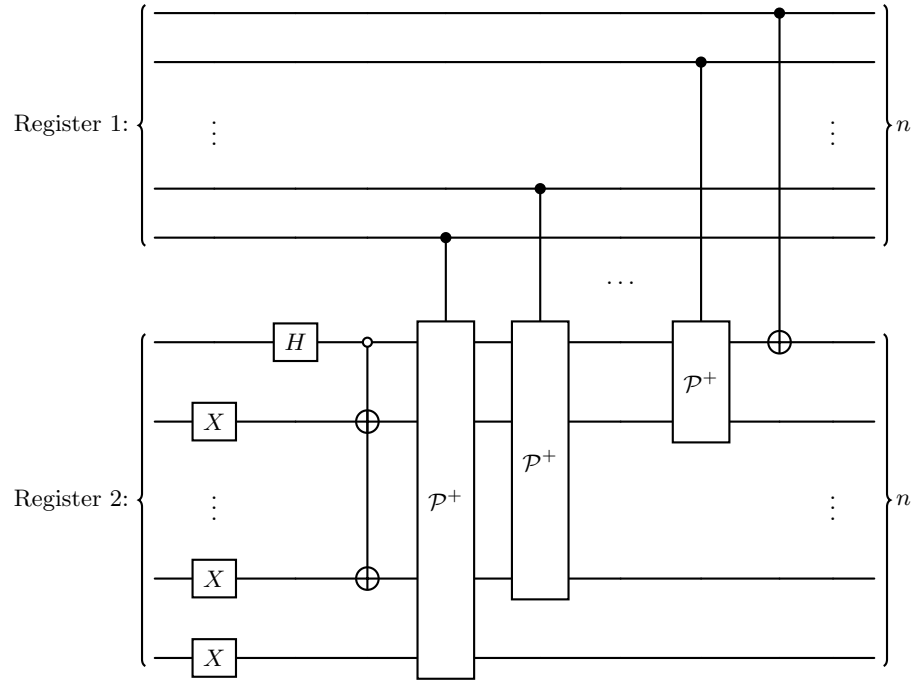 Register 1:
⋮
⋮
n
…
H
X
P⁺
P⁺
P⁺
Register 2:
⋮
⋮
n
X
X